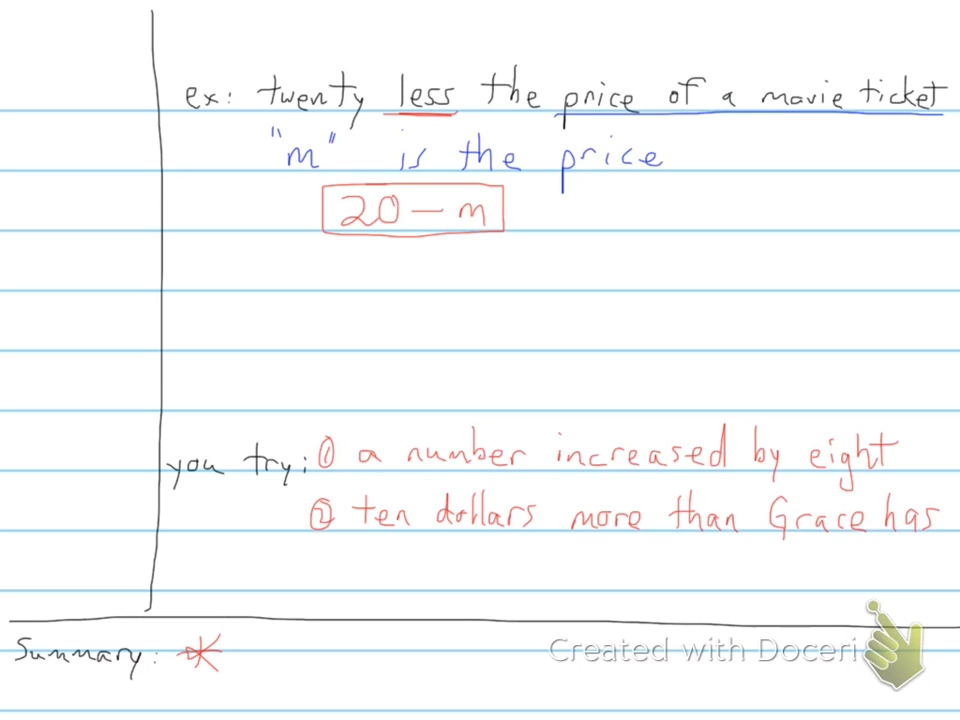 ex: twenty less the price of a movie ticket
"m" is the price
20 - m
you try: ① a number increased by eight
② ten dollars more than Grace has
Summary: *
Created with Doceri